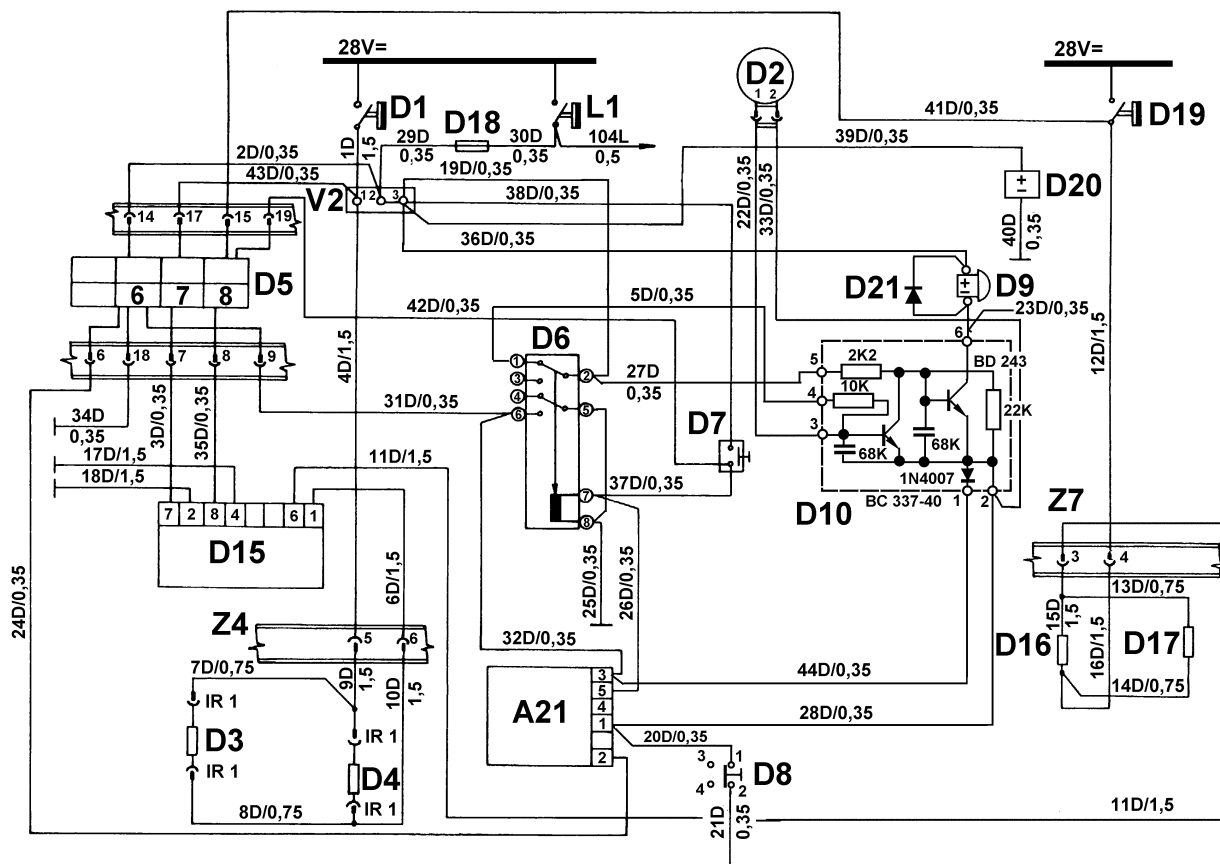 28V=
28V=
D2
1 2
D1
L1
D18
29D
0,35
30D
0,35
104L
0,5
1D
1,5
41D/0,35
D19
39D/0,35
2D/0,35
43D/0,35
19D/0,35
V2
1 2 3
38D/0,35
22D/0,35
33D/0,35
D20
14 17 15 19
36D/0,35
40D
0,35
D5
6 7 8
D21
D9
5D/0,35
42D/0,35
23D/0,35
4D/1,5
12D/1,5
6 18 7 8 9
D6
1
2
3
4
5
6
7
8
27D
0,35
6
5
4
3
2K2
10K
BD 243
22K
68K
68K
1N4007
BC 337-40
1 2
D10
31D/0,35
34D
0,35
3D/0,35
35D/0,35
D7
17D/1,5
18D/1,5
11D/1,5
37D/0,35
7 2 8 4 6 1
D15
Z7
3 4
24D/0,35
6D/1,5
25D/0,35
26D/0,35
13D/0,75
15D
1,5
16D/1,5
D16
D17
14D/0,75
Z4
5 6
32D/0,35
7D/0,75
9D
1,5
10D
1,5
44D/0,35
A21
3
5
4
1
2
28D/0,35
IR 1
D3
IR 1
IR 1
D4
IR 1
20D/0,35
3 1
4 2
D8
8D/0,75
21D
0,35
11D/1,5